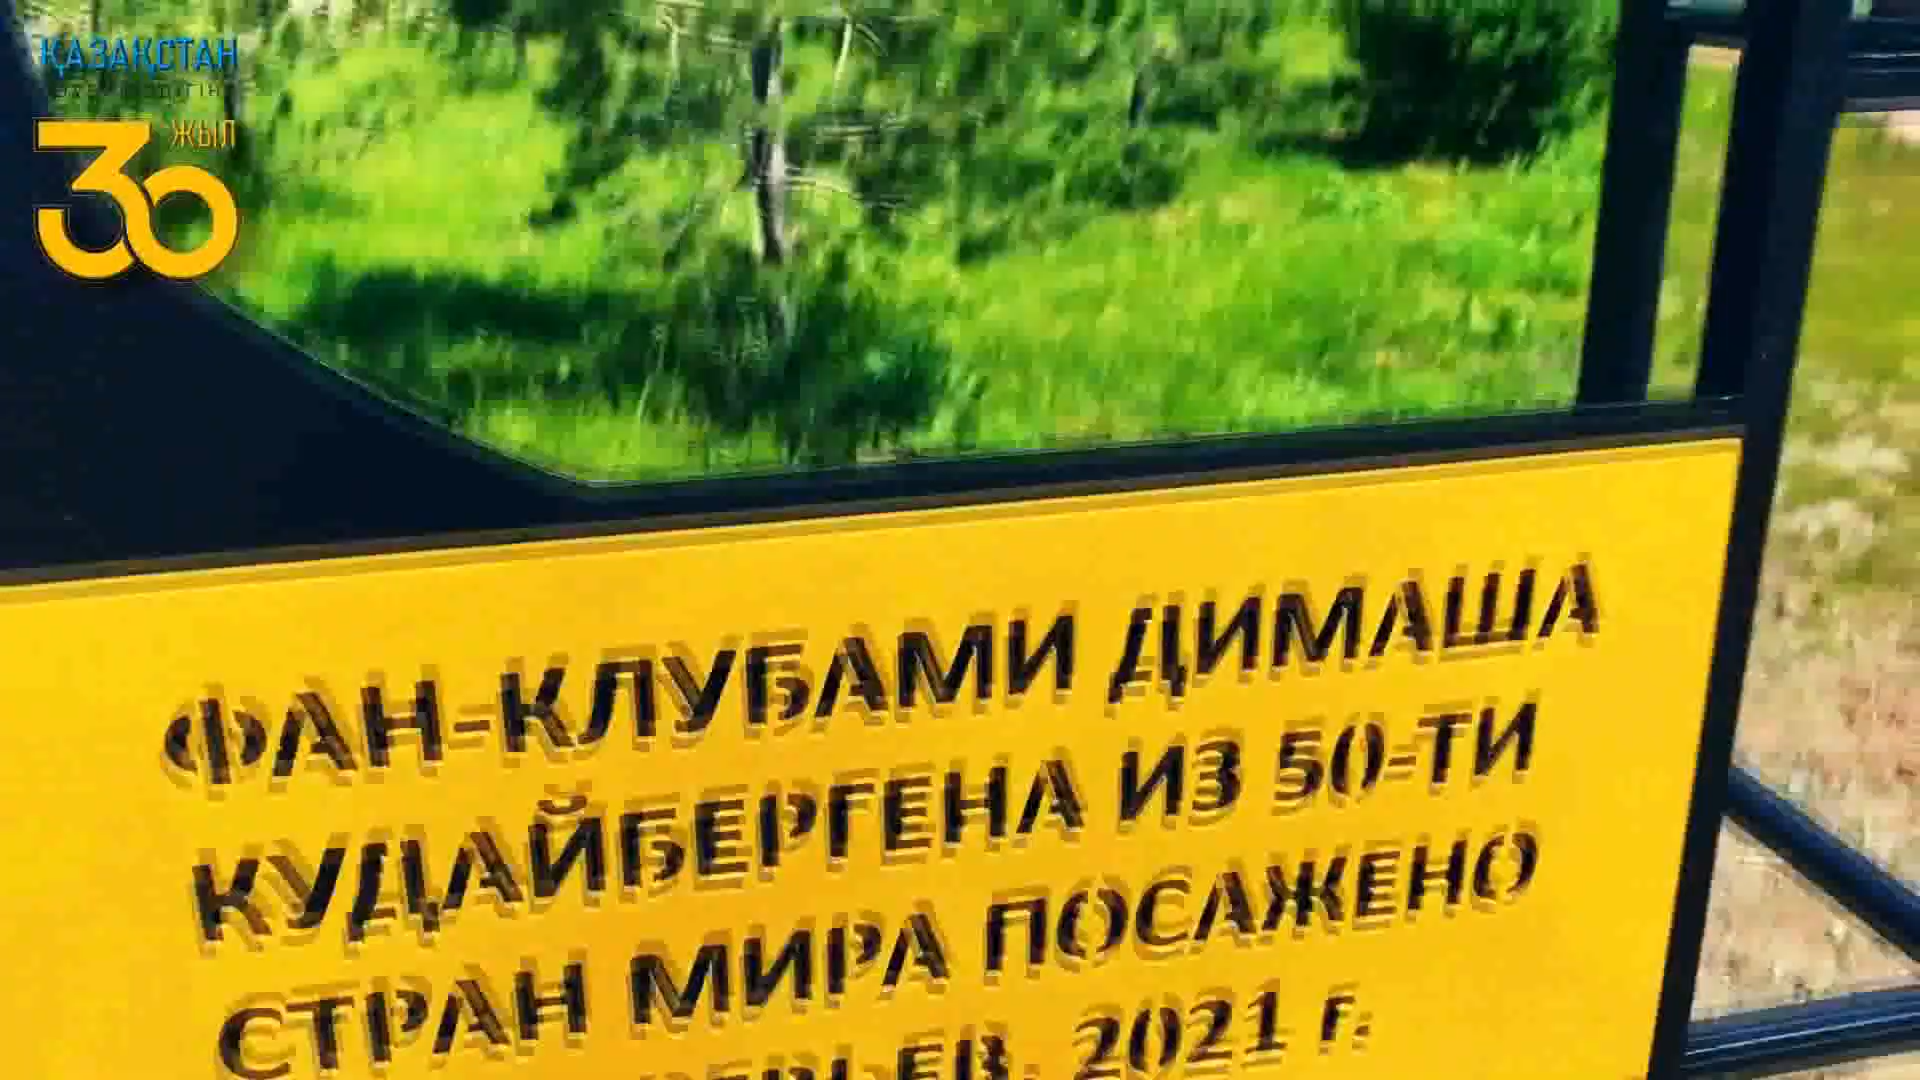 ҚАЗАҚСТАН
30 ЖЫЛ
ФАН-КЛУБАМИ ДИМАША
КУДАЙБЕРГЕНА ИЗ 50-ТИ
СТРАН МИРА ПОСАЖЕНО
2021 г.